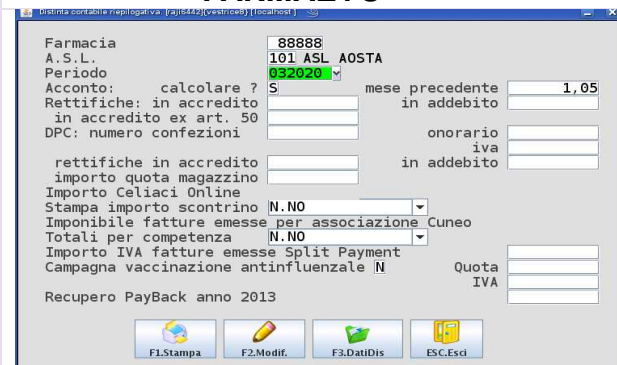 Distinta contabile riepilogativa. [raji6442](vestrice8) [localhost]
Farmacia 88888
A.S.L. 101 ASL AOSTA
Periodo 032020
Acconto: calcolare ? S mese precedente 1,05
Rettifiche: in accredito in addebito
in accredito ex art. 50
DPC: numero confezioni onorario
iva
rettifiche in accredito in addebito
importo quota magazzino
Importo Celiaci Online
Stampa importo scontrino N.NO
Imponibile fatture emesse per associazione Cuneo
Totali per competenza N.NO
Importo IVA fatture emesse Split Payment
Campagna vaccinazione antinfluenzale N Quota
IVA
Recupero PayBack anno 2013
F1.Stampa F2.Modif. F3.DatiDis ESC.Esci